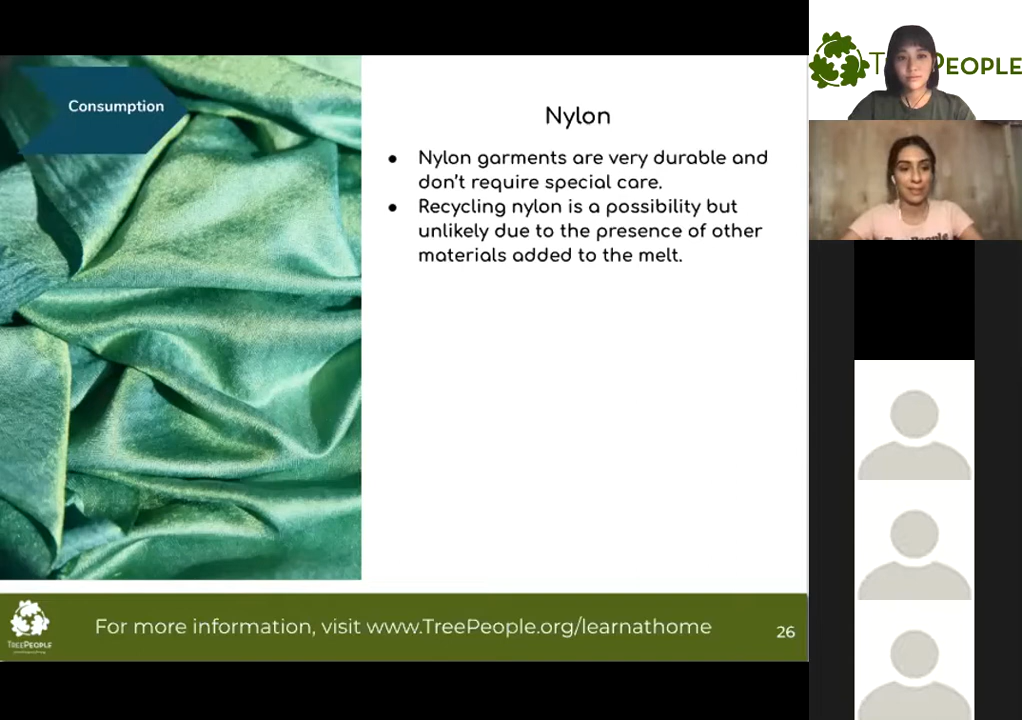 Consumption
Nylon
● Nylon garments are very durable and
don't require special care.
● Recycling nylon is a possibility but
unlikely due to the presence of other
materials added to the melt.
TREEPEOPLE
For more information, visit www.TreePeople.org/learnathome
26
PEOPLE